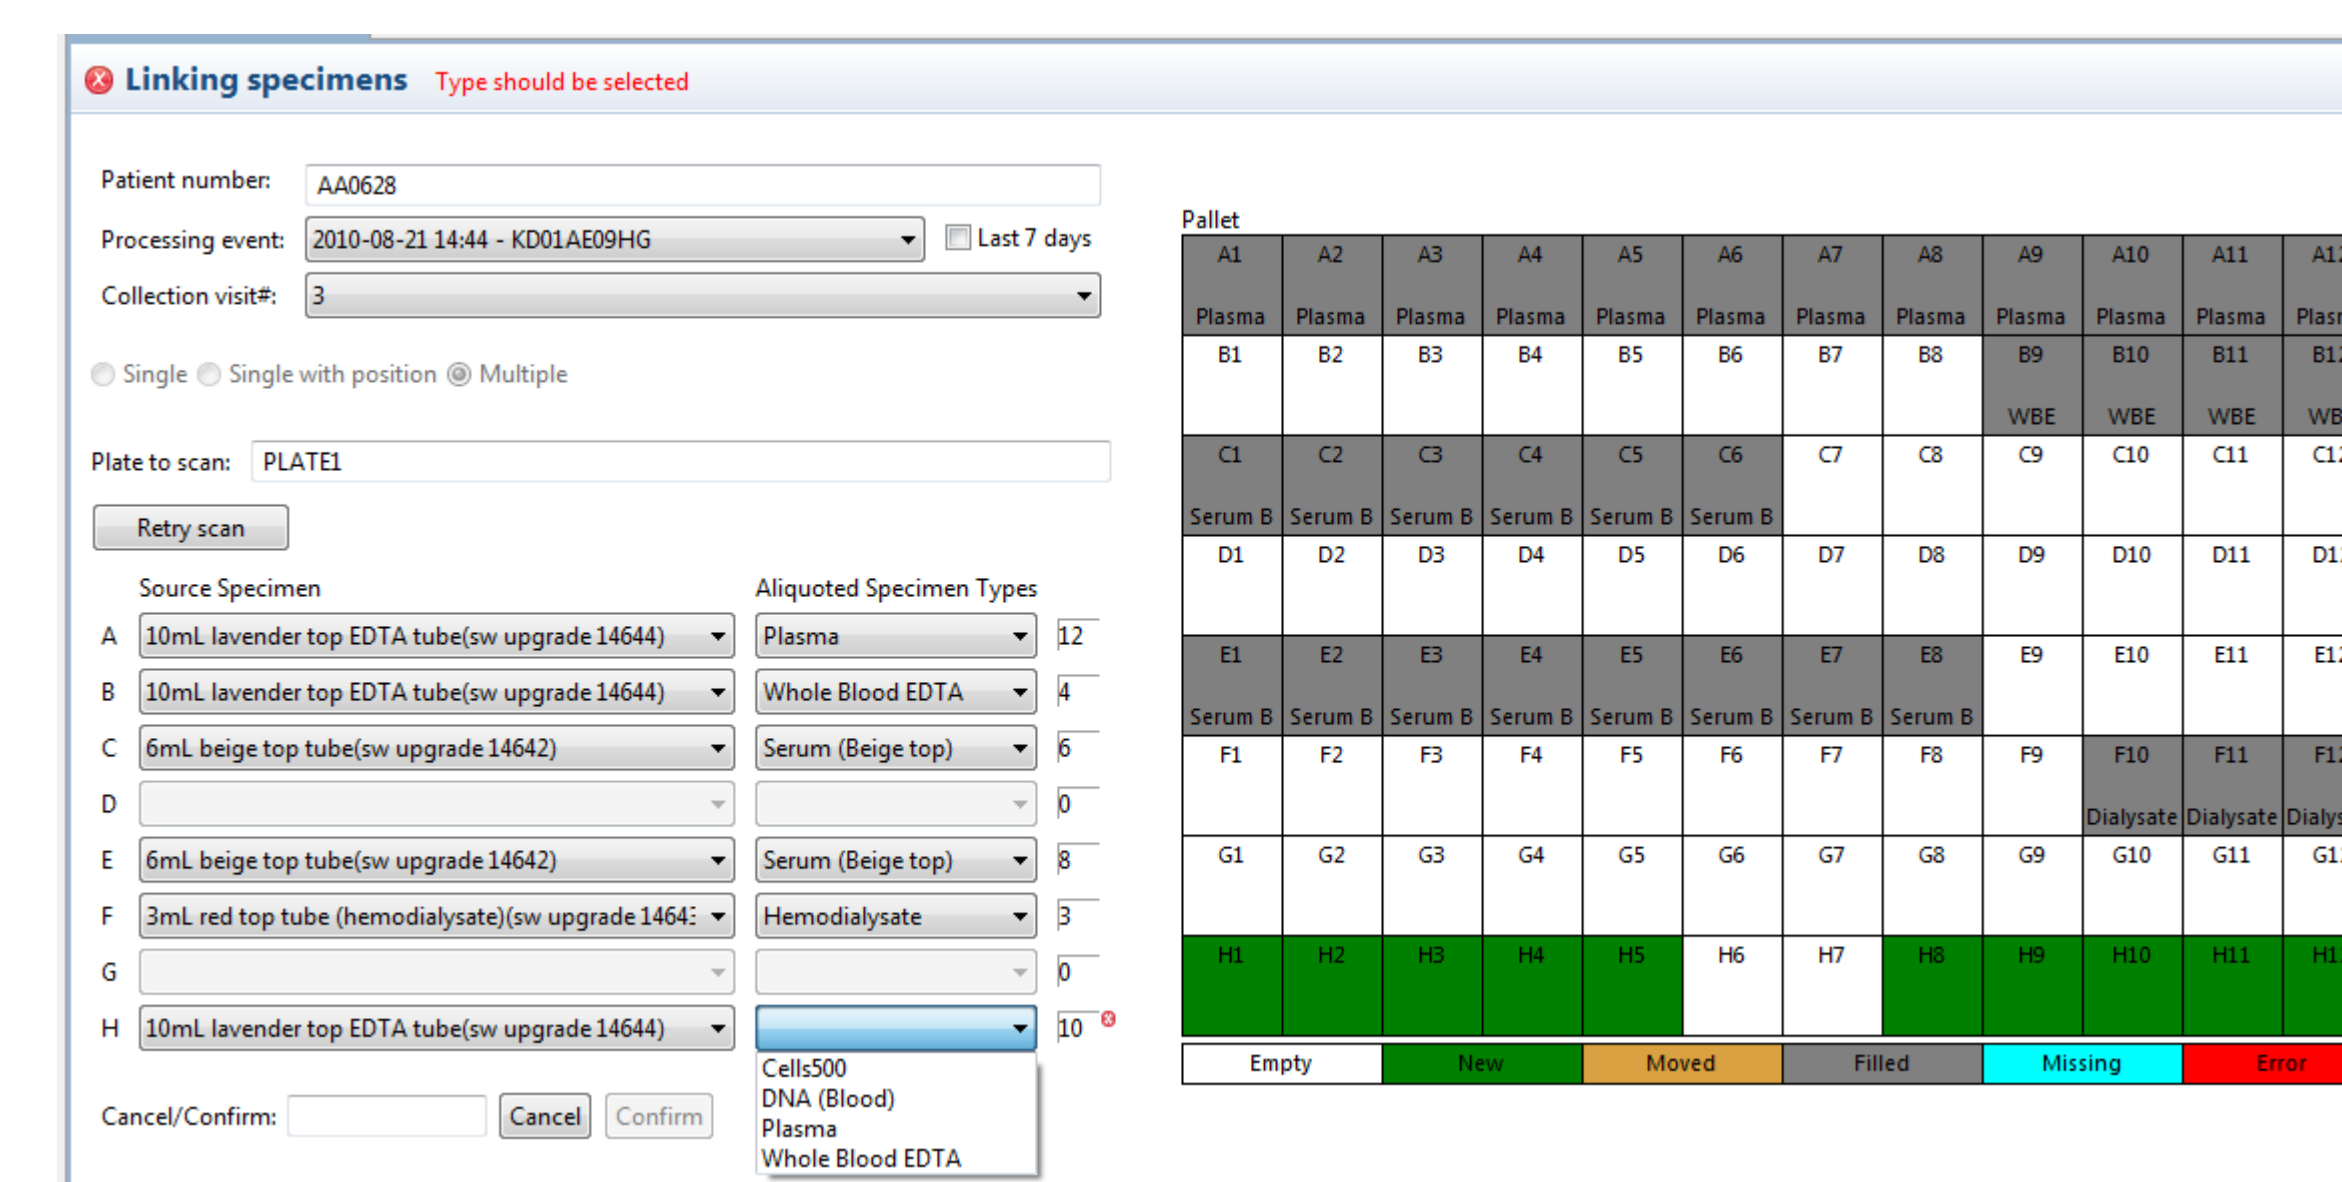 Linking specimens Type should be selected
Patient number: AA0628
Processing event: 2010-08-21 14:44 - KD01AE09HG Last 7 days
Collection visit#: 3
Single Single with position Multiple
Plate to scan: PLATE1
Retry scan
Source Specimen Aliquoted Specimen Types
A 10mL lavender top EDTA tube(sw upgrade 14644) Plasma 12
B 10mL lavender top EDTA tube(sw upgrade 14644) Whole Blood EDTA 4
C 6mL beige top tube(sw upgrade 14642) Serum (Beige top) 6
D 0
E 6mL beige top tube(sw upgrade 14642) Serum (Beige top) 8
F 3mL red top tube (hemodialysate)(sw upgrade 1464 Hemodialysate 3
G 0
H 10mL lavender top EDTA tube(sw upgrade 14644) 10
Cells500
DNA (Blood)
Plasma
Whole Blood EDTA
Cancel/Confirm: Cancel Confirm
Pallet
A1 A2 A3 A4 A5 A6 A7 A8 A9 A10 A11 A1
Plasma Plasma Plasma Plasma Plasma Plasma Plasma Plasma Plasma Plasma Plasma Plas
B1 B2 B3 B4 B5 B6 B7 B8 B9 B10 B11 B1
WBE WBE WBE WB
C1 C2 C3 C4 C5 C6 C7 C8 C9 C10 C11 C1
Serum B Serum B Serum B Serum B Serum B Serum B
D1 D2 D3 D4 D5 D6 D7 D8 D9 D10 D11 D1
E1 E2 E3 E4 E5 E6 E7 E8 E9 E10 E11 E1
Serum B Serum B Serum B Serum B Serum B Serum B Serum B Serum B
F1 F2 F3 F4 F5 F6 F7 F8 F9 F10 F11 F1
Dialysate Dialysate Dialys
G1 G2 G3 G4 G5 G6 G7 G8 G9 G10 G11 G1
H1 H2 H3 H4 H5 H6 H7 H8 H9 H10 H11 H1
Empty New Moved Filled Missing Error